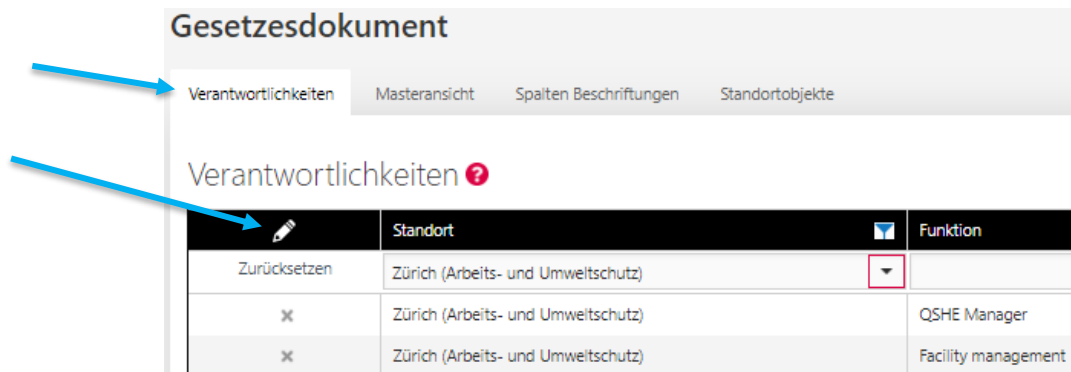 Gesetzesdokument
Verantwortlichkeiten Masteransicht Spalten Beschriftungen Standortobjekte
Verantwortlichkeiten ?
Standort Funktion
Zurücksetzen Zürich (Arbeits- und Umweltschutz)
Zürich (Arbeits- und Umweltschutz) QSHE Manager
Zürich (Arbeits- und Umweltschutz) Facility management